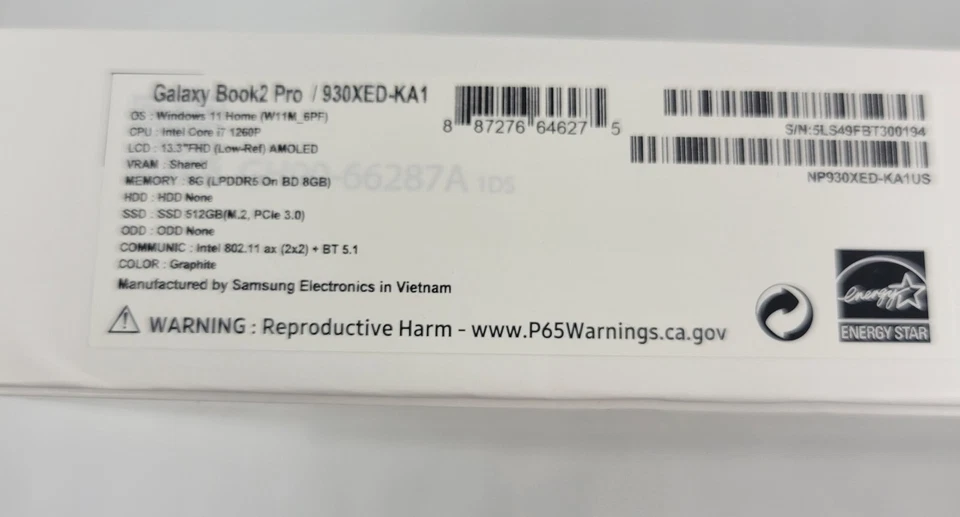 Galaxy Book2 Pro / 930XED-KA1
OS : Windows 11 Home (W11M_6PF)
CPU : Intel Core i7 1260P
LCD : 13.3"FHD (Low-Ref) AMOLED
VRAM : Shared
MEMORY : 8G (LPDDR5 On BD 8GB)
HDD : HDD None
SSD : SSD 512GB(M.2, PCIe 3.0)
ODD : ODD None
COMMUNIC : Intel 802.11 ax (2x2) + BT 5.1
COLOR : Graphite
Manufactured by Samsung Electronics in Vietnam
WARNING : Reproductive Harm - www.P65Warnings.ca.gov
66287A 1DS
8 87276 64627 5
S/N:5LS49FBT300194
NP930XED-KA1US
energy
ENERGY STAR